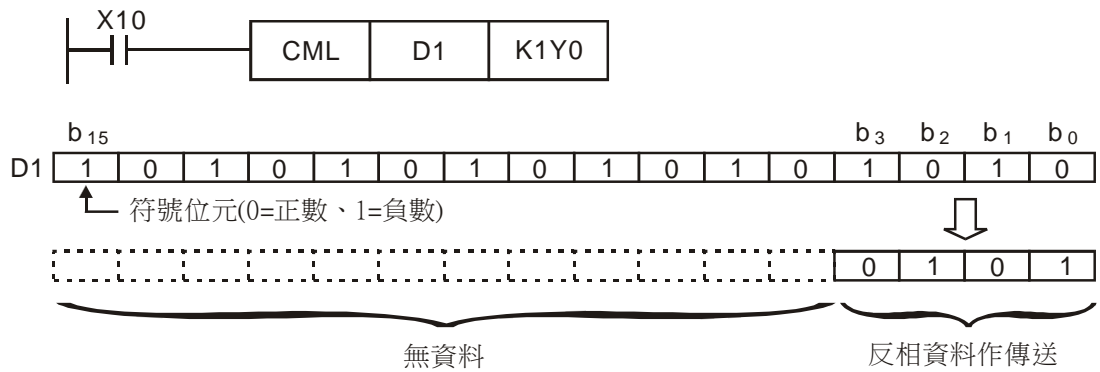 X10
CML D1 K1Y0
b15 b3 b2 b1 b0
D1 1 0 1 0 1 0 1 0 1 0 1 0 1 0 1 0
符號位元(0=正數、1=負數)
0 1 0 1
無資料 反相資料作傳送